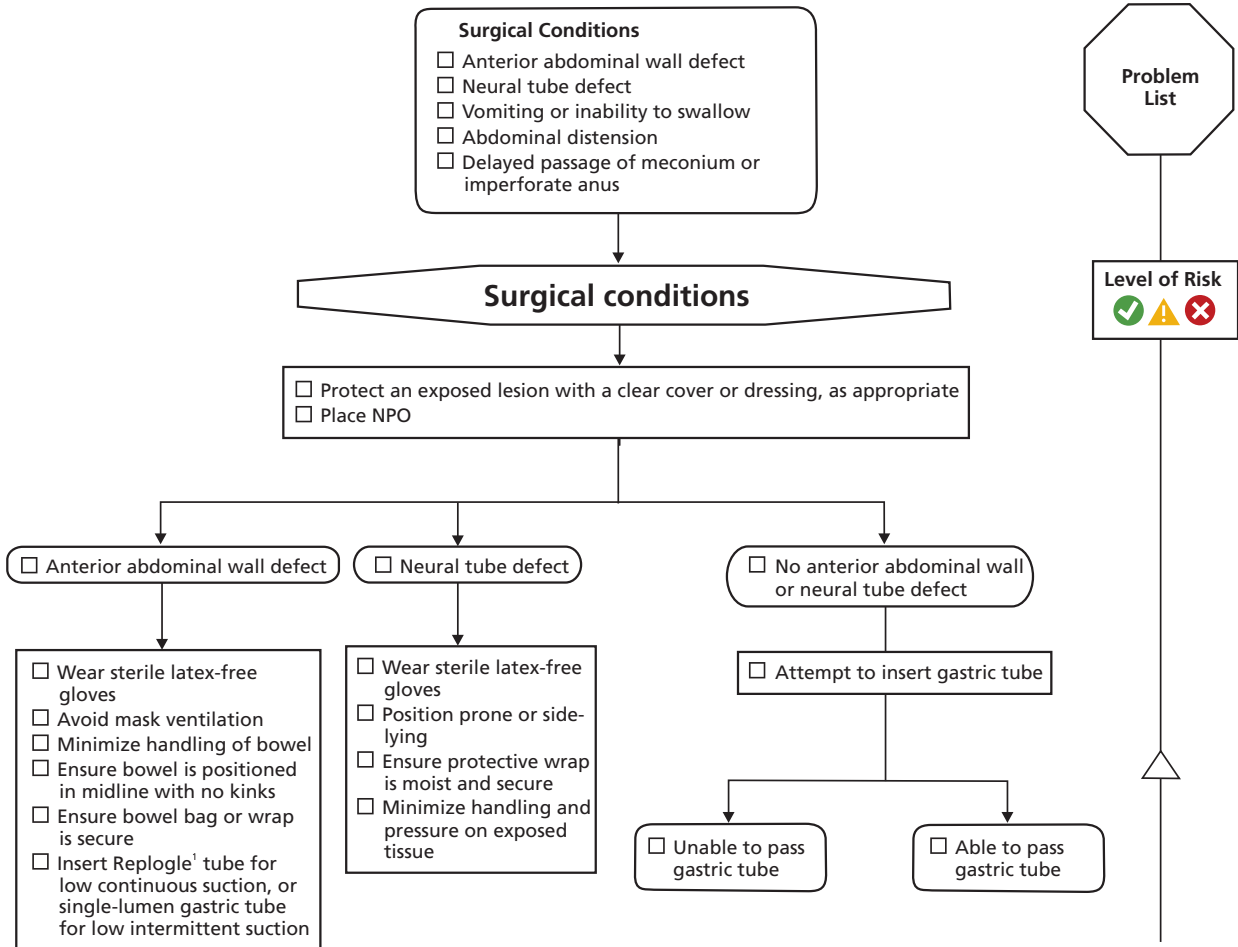 Surgical Conditions
☐ Anterior abdominal wall defect
☐ Neural tube defect
☐ Vomiting or inability to swallow
☐ Abdominal distension
☐ Delayed passage of meconium or
imperforate anus
Problem
List
Surgical conditions
Level of Risk
☐ Protect an exposed lesion with a clear cover or dressing, as appropriate
☐ Place NPO
☐ Anterior abdominal wall defect
☐ Neural tube defect
☐ No anterior abdominal wall
or neural tube defect
☐ Wear sterile latex-free
gloves
☐ Avoid mask ventilation
☐ Minimize handling of bowel
☐ Ensure bowel is positioned
in midline with no kinks
☐ Ensure bowel bag or wrap
is secure
☐ Insert Replogle¹ tube for
low continuous suction, or
single-lumen gastric tube
for low intermittent suction
☐ Wear sterile latex-free
gloves
☐ Position prone or side-
lying
☐ Ensure protective wrap
is moist and secure
☐ Minimize handling and
pressure on exposed
tissue
☐ Attempt to insert gastric tube
☐ Unable to pass
gastric tube
☐ Able to pass
gastric tube